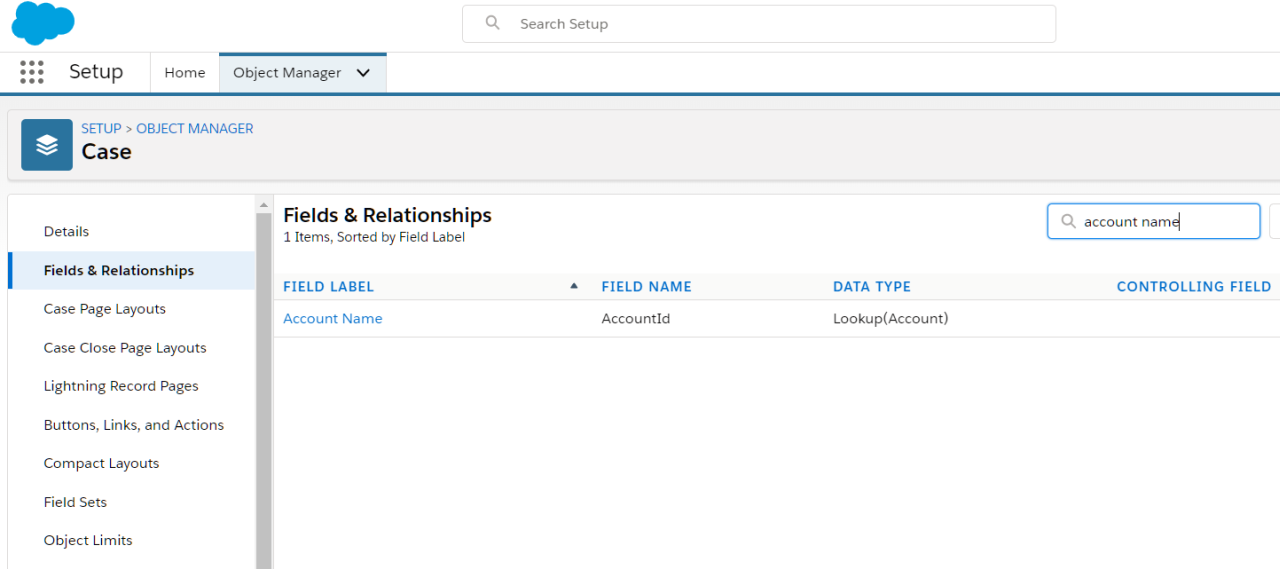 Search Setup
Setup
Home
Object Manager
SETUP > OBJECT MANAGER
Case
Details
Fields & Relationships
Case Page Layouts
Case Close Page Layouts
Lightning Record Pages
Buttons, Links, and Actions
Compact Layouts
Field Sets
Object Limits
Fields & Relationships
1 Items, Sorted by Field Label
account name
FIELD LABEL FIELD NAME DATA TYPE CONTROLLING FIELD
Account Name AccountId Lookup(Account)